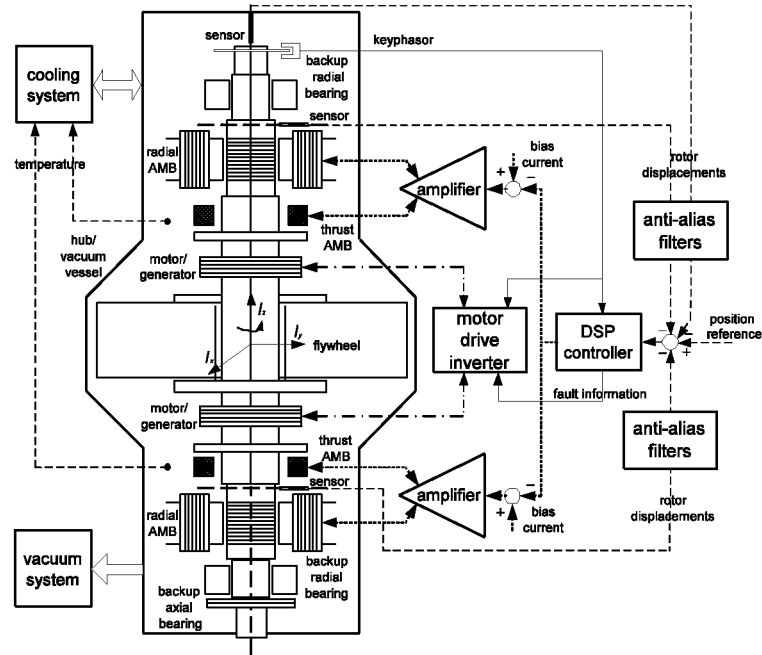 sensor
keyphasor
cooling
system
backup
radial
bearing
sensor
radial
AMB
bias
current
+
−
amplifier
rotor
displacements
temperature
anti-alias
filters
hub/
vacuum
vessel
thrust
AMB
motor/
generator
I_z
I_y
I_x
flywheel
motor
drive
inverter
DSP
controller
−
−
+
−
position
reference
fault information
motor/
generator
thrust
AMB
sensor
anti-alias
filters
amplifier
−
+
bias
current
rotor
displacements
radial
AMB
vacuum
system
backup
radial
bearing
backup
axial
bearing